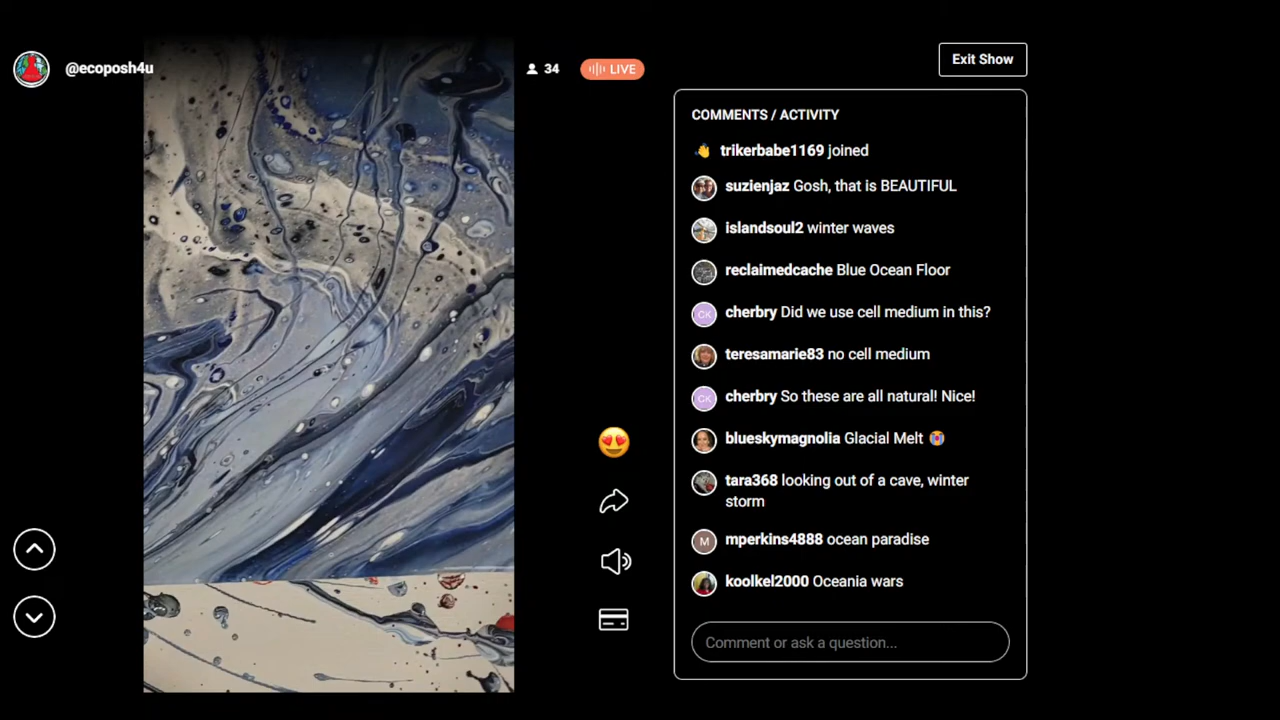 @ecoposh4u
34
LIVE
Exit Show
COMMENTS / ACTIVITY
trikerbabe1169 joined
suzienjaz Gosh, that is BEAUTIFUL
islandsoul2 winter waves
reclaimedcache Blue Ocean Floor
CK
cherbry Did we use cell medium in this?
teresamarie83 no cell medium
CK
cherbry So these are all natural! Nice!
blueskymagnolia Glacial Melt 😭
tara368 looking out of a cave, winter
storm
M
mperkins4888 ocean paradise
koolkel2000 Oceania wars
Comment or ask a question...